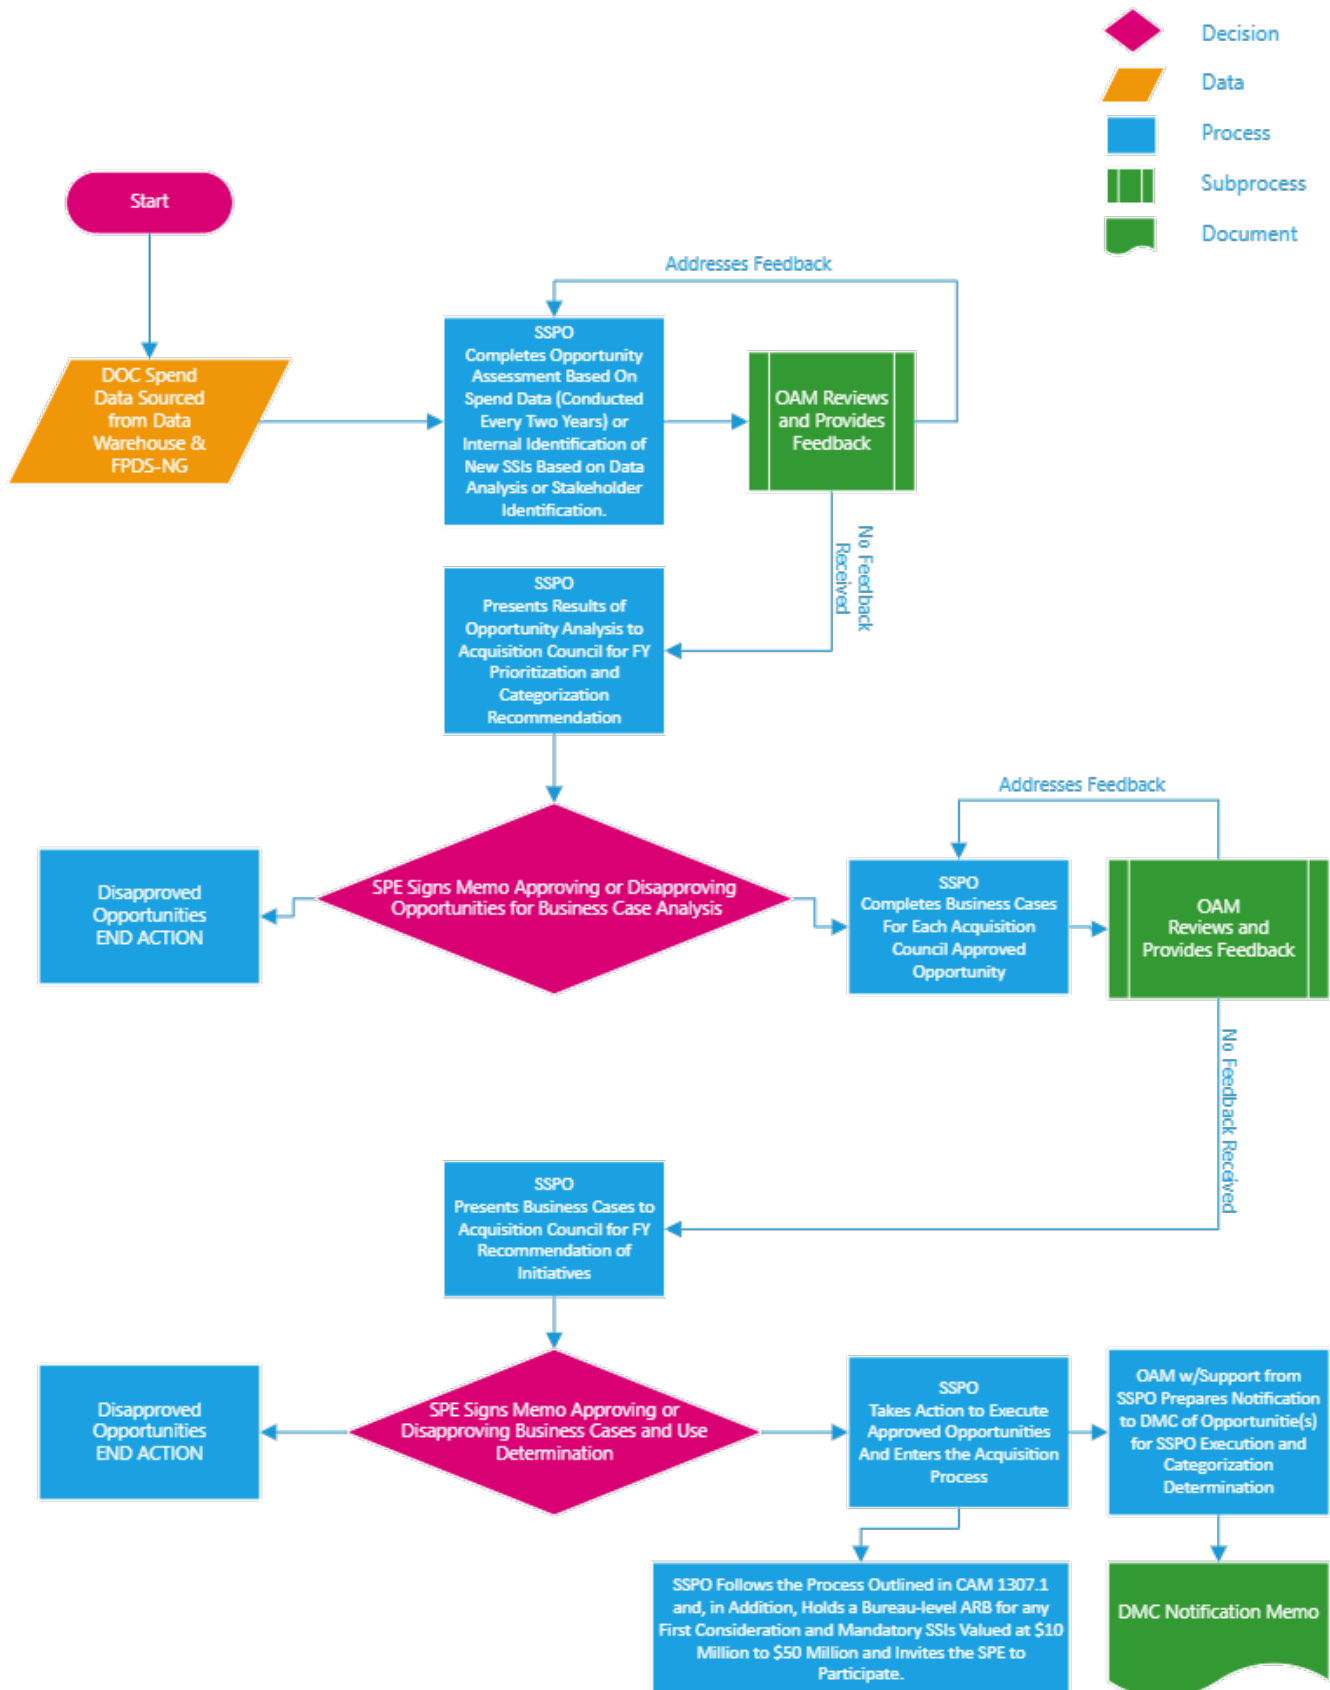 Decision
Data
Process
Subprocess
Document
Start
Addresses Feedback
DOC Spend
Data Sourced
from Data
Warehouse &
FPDS-NG
SSPO
Completes Opportunity
Assessment Based On
Spend Data (Conducted
Every Two Years) or
Internal Identification of
New SSIs Based on Data
Analysis or Stakeholder
Identification.
OAM Reviews
and Provides
Feedback
No Feedback
Received
SSPO
Presents Results of
Opportunity Analysis to
Acquisition Council for FY
Prioritization and
Categorization
Recommendation
Addresses Feedback
Disapproved
Opportunities
END ACTION
SPE Signs Memo Approving or Disapproving
Opportunities for Business Case Analysis
SSPO
Completes Business Cases
For Each Acquisition
Council Approved
Opportunity
OAM
Reviews and
Provides Feedback
No Feedback Received
SSPO
Presents Business Cases to
Acquisition Council for FY
Recommendation of
Initiatives
Disapproved
Opportunities
END ACTION
SPE Signs Memo Approving or
Disapproving Business Cases and Use
Determination
SSPO
Takes Action to Execute
Approved Opportunities
And Enters the Acquisition
Process
OAM w/Support from
SSPO Prepares Notification
to DMC of Opportunitie(s)
for SSPO Execution and
Categorization
Determination
SSPO Follows the Process Outlined in CAM 1307.1
and, in Addition, Holds a Bureau-level ARB for any
First Consideration and Mandatory SSIs Valued at $10
Million to $50 Million and Invites the SPE to
Participate.
DMC Notification Memo